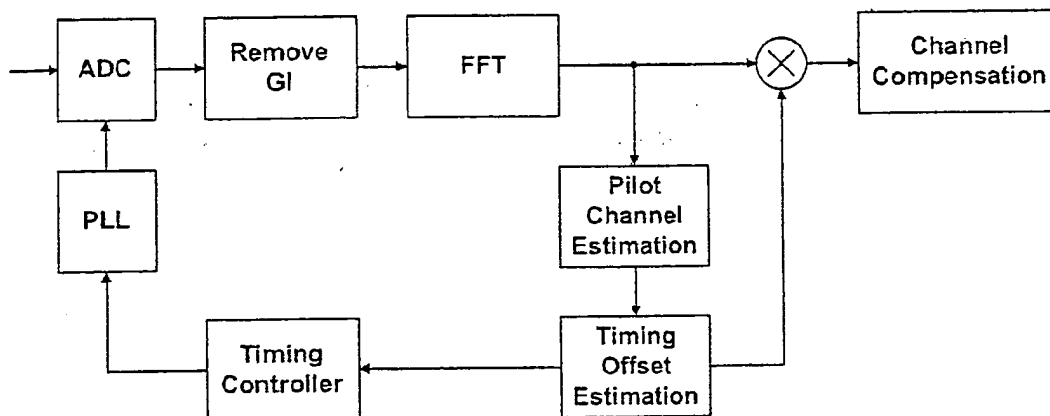 ADC
Remove
GI
FFT
Channel
Compensation
PLL
Pilot
Channel
Estimation
Timing
Controller
Timing
Offset
Estimation